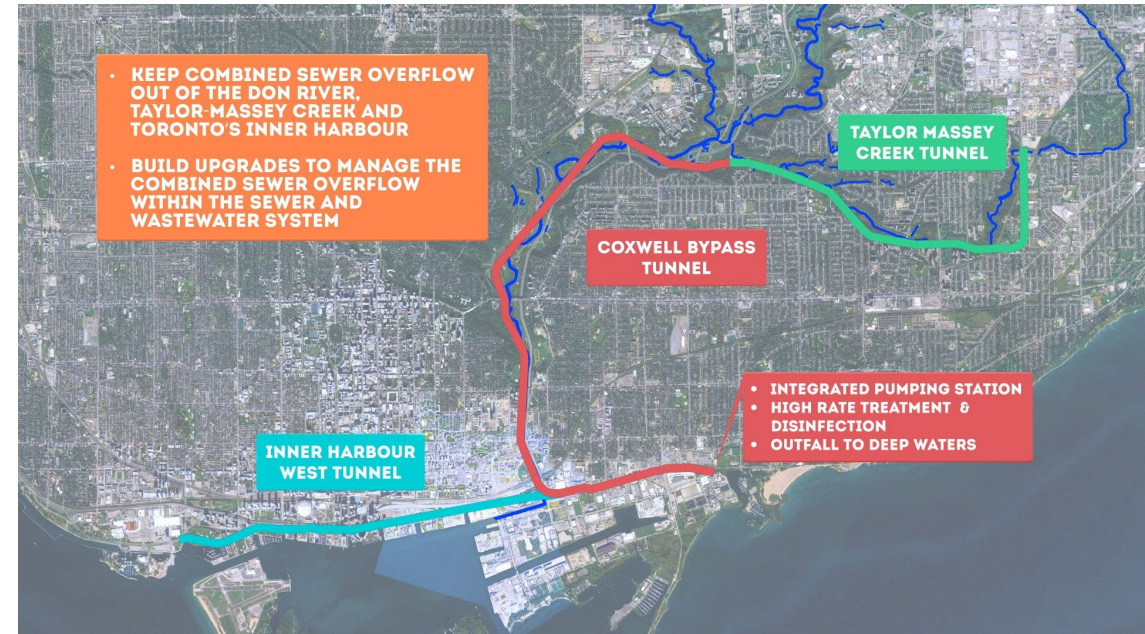 • KEEP COMBINED SEWER OVERFLOW
OUT OF THE DON RIVER,
TAYLOR-MASSEY CREEK AND
TORONTO'S INNER HARBOUR
• BUILD UPGRADES TO MANAGE THE
COMBINED SEWER OVERFLOW
WITHIN THE SEWER AND
WASTEWATER SYSTEM
TAYLOR MASSEY
CREEK TUNNEL
COXWELL BYPASS
TUNNEL
• INTEGRATED PUMPING STATION
• HIGH RATE TREATMENT &
DISINFECTION
• OUTFALL TO DEEP WATERS
INNER HARBOUR
WEST TUNNEL